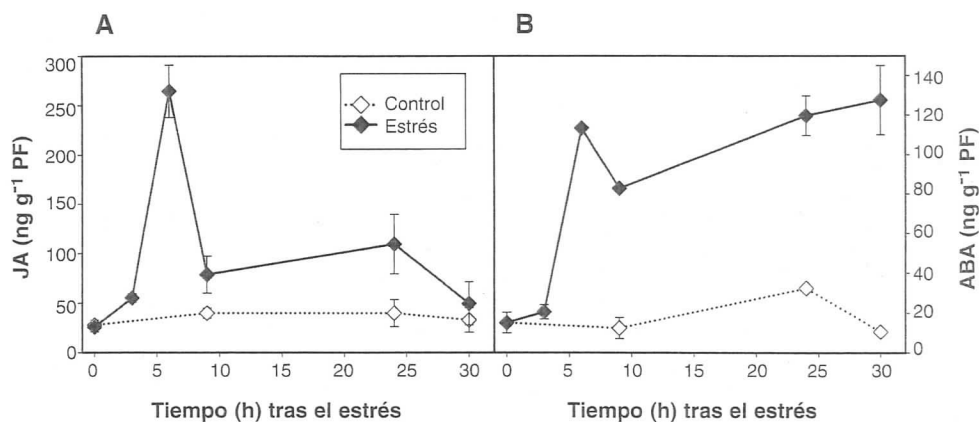 A
B
JA (ng g⁻¹ PF)
300
250
200
150
100
50
0
Control
Estrés
0 5 10 15 20 25 30
Tiempo (h) tras el estrés
0 5 10 15 20 25 30
Tiempo (h) tras el estrés
140
120
100
80
60
40
20
0
ABA (ng g⁻¹ PF)